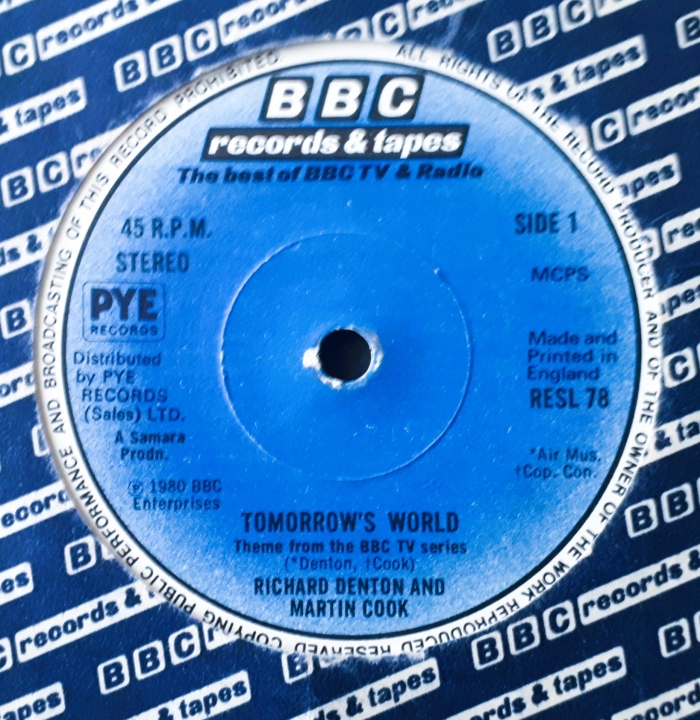 BBC
records & tapes
The best of BBC TV & Radio
45 R.P.M.
STEREO
SIDE 1
MCPS
PYE
RECORDS
Distributed
by PYE
RECORDS
(Sales) LTD.
A Samara
Prodn.
℗ 1980 BBC
Enterprises
Made and
Printed in
England
RESL 78
*Air Mus.
†Cop. Con.
TOMORROW'S WORLD
Theme from the BBC TV series
(*Denton, †Cook)
RICHARD DENTON AND
MARTIN COOK
ALL RIGHTS OF THE RECORD PRODUCER AND OF THE OWNER OF THE WORK REPRODUCED RESERVED COPYING PUBLIC PERFORMANCE AND BROADCASTING OF THIS RECORD PROHIBITED
BBC records & tapes